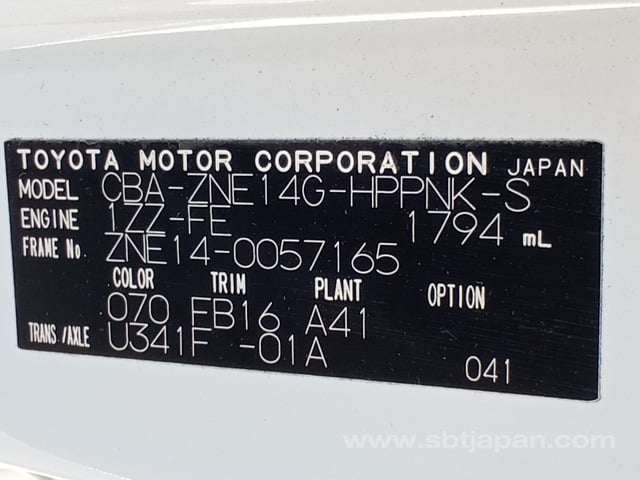 TOYOTA MOTOR CORPORATION JAPAN
MODEL CBA-ZNE14G-HPPNK-S
ENGINE 1ZZ-FE 1794 mL
FRAME No. ZNE14-0057165
COLOR TRIM PLANT OPTION
070 FB16 A41
TRANS./AXLE U341F -01A
041
www.sbtjapan.com